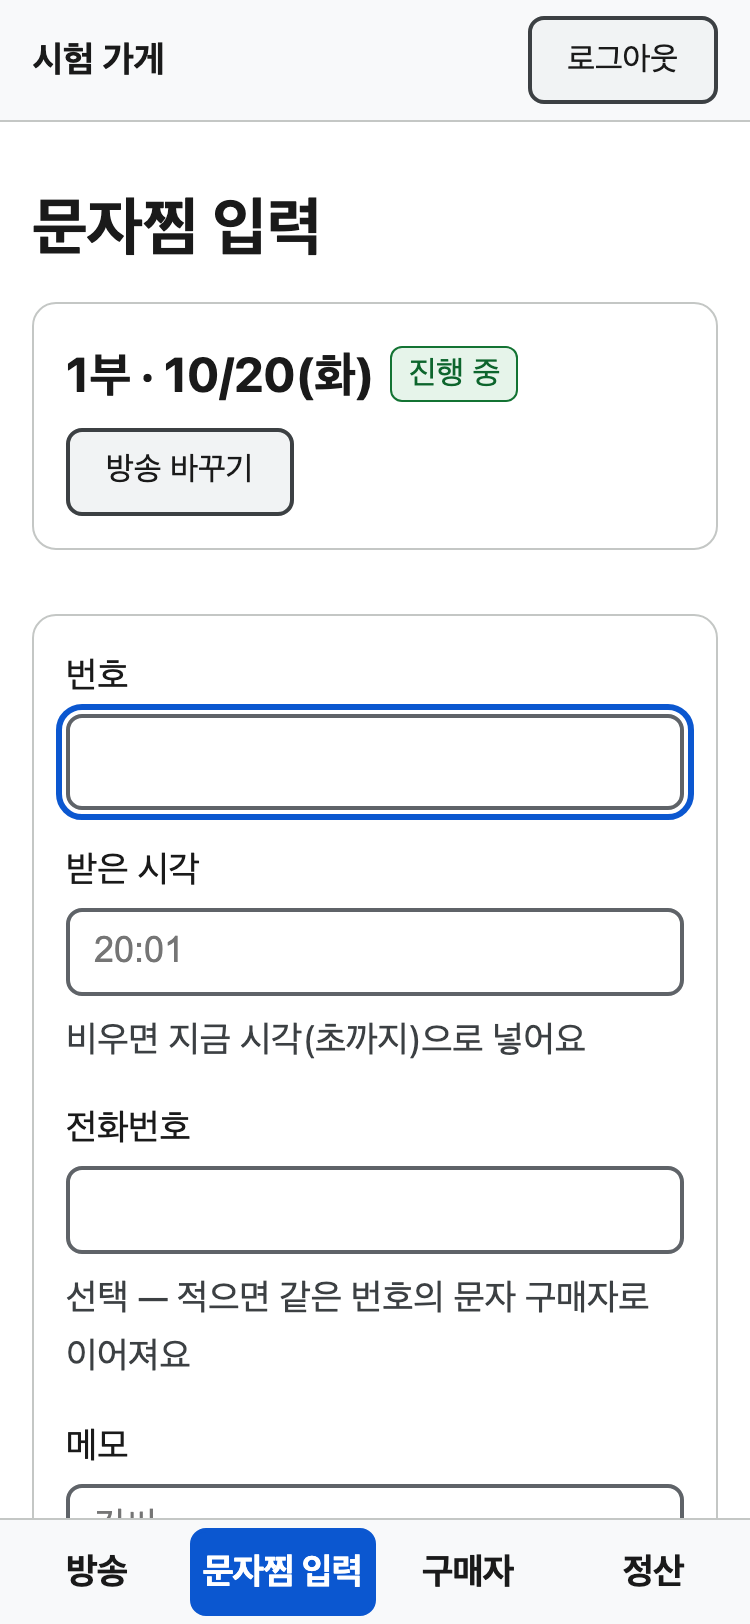 시험 가게
로그아웃
문자찜 입력
1부 · 10/20(화) 진행 중
방송 바꾸기
번호
받은 시각
20:01
비우면 지금 시각(초까지)으로 넣어요
전화번호
선택 — 적으면 같은 번호의 문자 구매자로
이어져요
메모
방송 문자찜 입력 구매자 정산